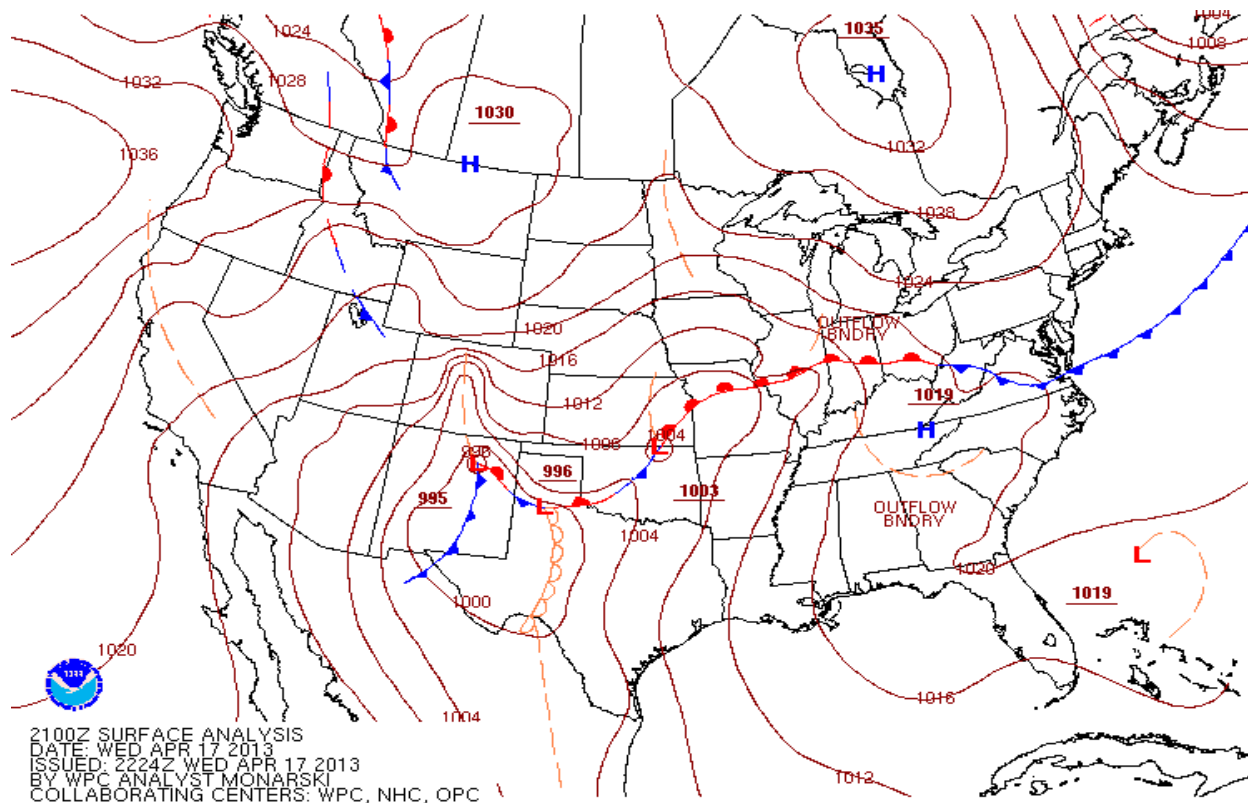 1024
1035
1004
1008
1032
1028
H
1030
1036
H
1032
1028
1024
1020
OUTFLOW
BNDRY
1016
1012
1019
H
1004
1008
L
996
L
996
995
1003
L
1004
OUTFLOW
BNDRY
1020
L
1019
1000
1020
1016
1004
1012
2100Z SURFACE ANALYSIS
DATE: WED APR 17 2013
ISSUED: 2224Z WED APR 17 2013
BY WPC ANALYST MONARSKI
COLLABORATING CENTERS: WPC, NHC, OPC